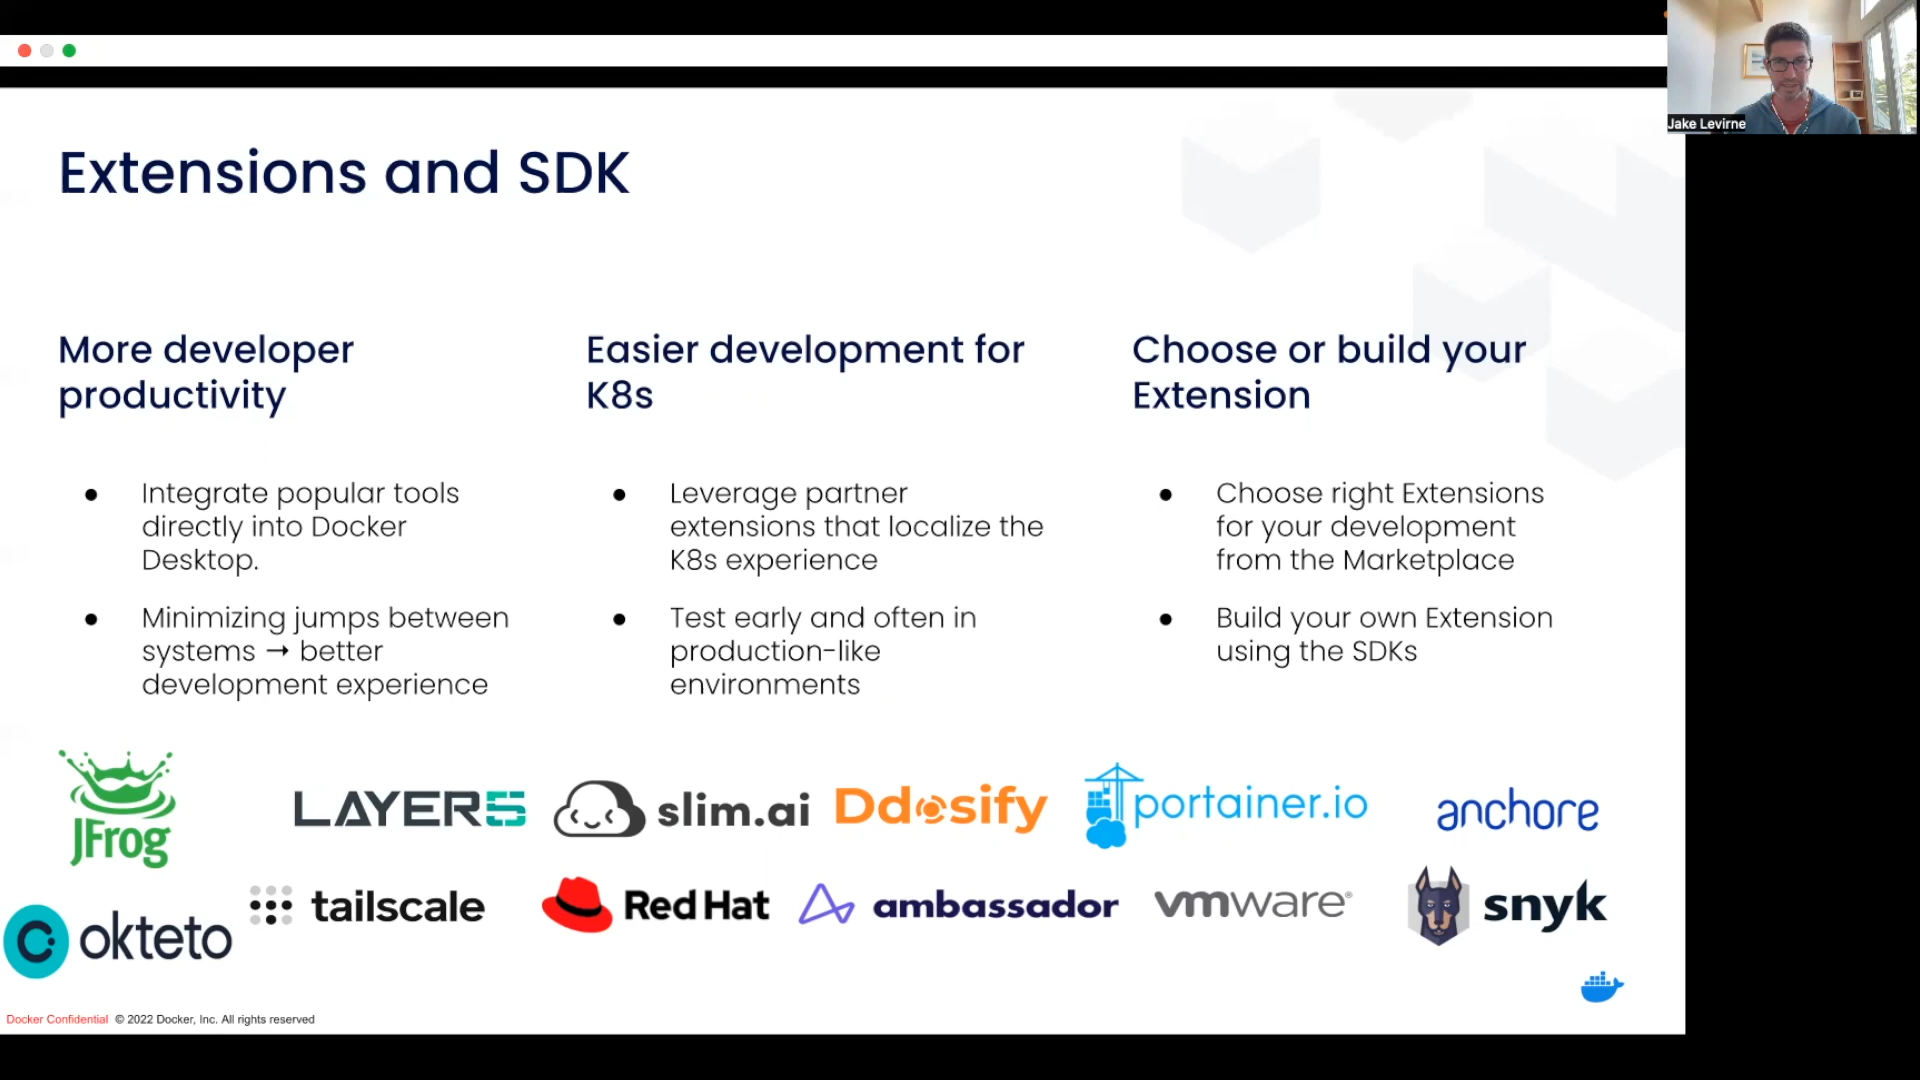 Jake Levirne
Extensions and SDK
More developer
productivity
Integrate popular tools
directly into Docker
Desktop.
Minimizing jumps between
systems → better
development experience
Easier development for
K8s
Leverage partner
extensions that localize the
K8s experience
Test early and often in
production-like
environments
Choose or build your
Extension
Choose right Extensions
for your development
from the Marketplace
Build your own Extension
using the SDKs
JFrog
LAYER5
slim.ai
Ddosify
portainer.io
anchore
okteto
tailscale
Red Hat
ambassador
vmware®
snyk
Docker Confidential © 2022 Docker, Inc. All rights reserved